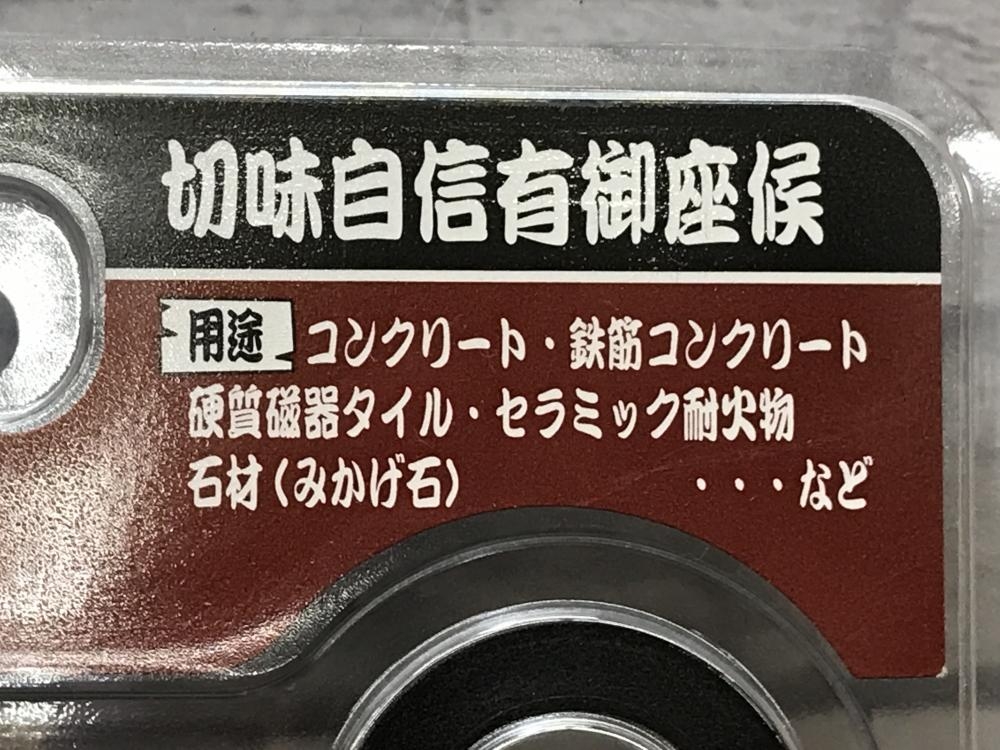 切味自信有御座候
用途 コンクリート・鉄筋コンクリート
硬質磁器タイル・セラミック耐火物
石材(みかげ石) ・・・など